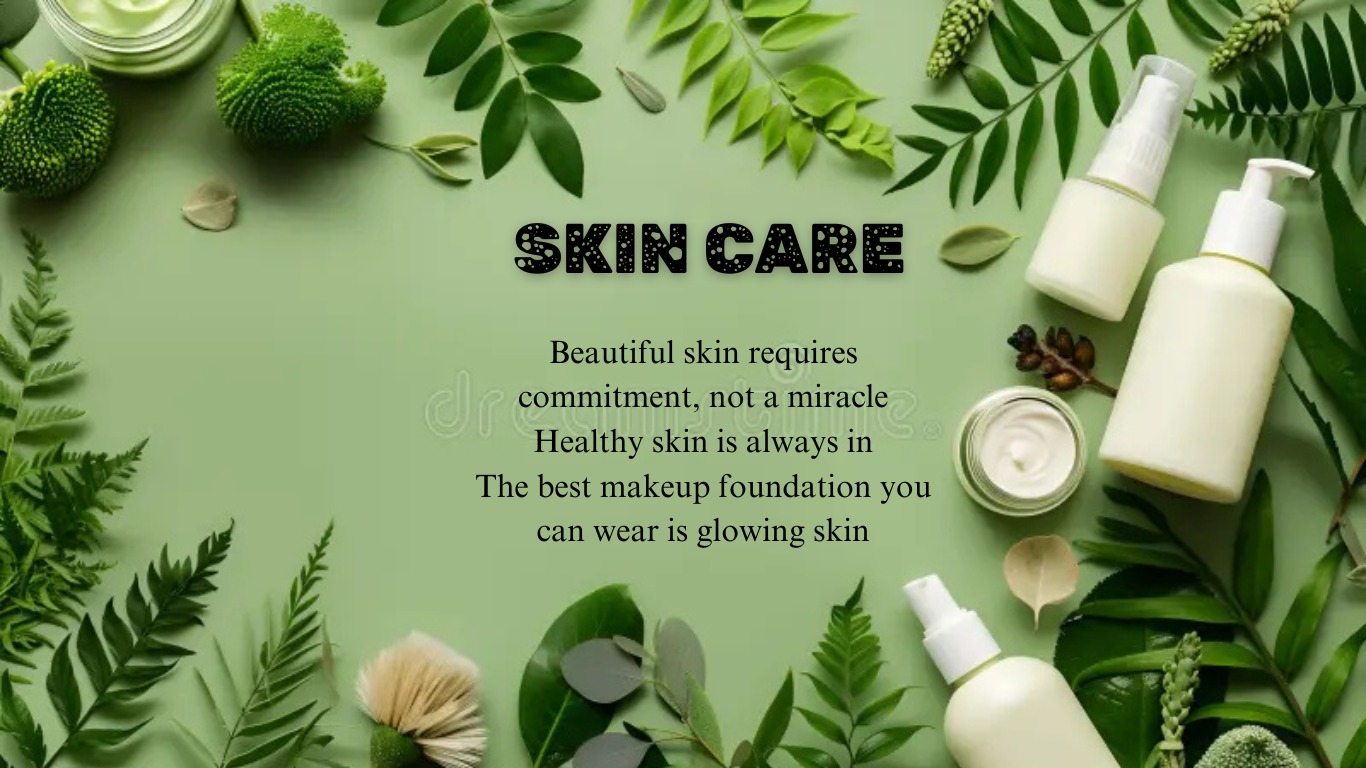 SKIN CARE
Beautiful skin requires
commitment, not a miracle
Healthy skin is always in
The best makeup foundation you
can wear is glowing skin
dreamstime.